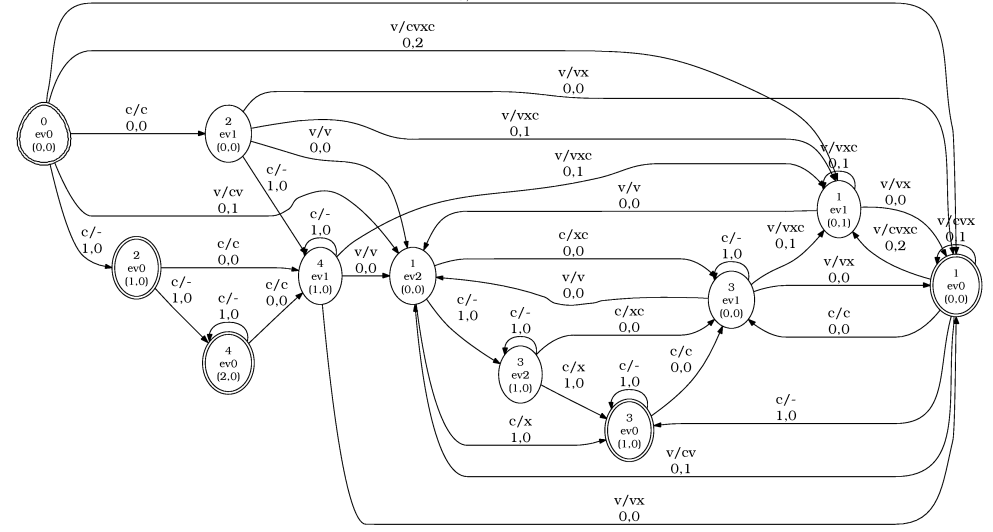 v/cvxc
0,2
v/vx
0,0
0
ev0
(0,0)
c/c
0,0
2
ev1
(0,0)
v/vxc
0,1
v/v
0,0
c/-
1,0
v/vxc
0,1
v/vxc
0,1
1
ev1
(0,1)
v/vx
0,0
v/cv
0,1
c/-
1,0
v/v
0,0
c/-
1,0
2
ev0
(1,0)
c/c
0,0
4
ev1
(1,0)
v/v
0,0
1
ev2
(0,0)
c/xc
0,0
c/-
1,0
v/vxc
0,1
v/cvxc
0,2
v/cvx
0,1
1
ev0
(0,0)
c/-
1,0
c/-
1,0
c/c
0,0
v/v
0,0
3
ev1
(0,0)
v/vx
0,0
4
ev0
(2,0)
c/-
1,0
c/-
1,0
c/xc
0,0
c/c
0,0
3
ev2
(1,0)
c/x
1,0
c/-
1,0
c/c
0,0
3
ev0
(1,0)
c/x
1,0
c/-
1,0
v/cv
0,1
v/vx
0,0